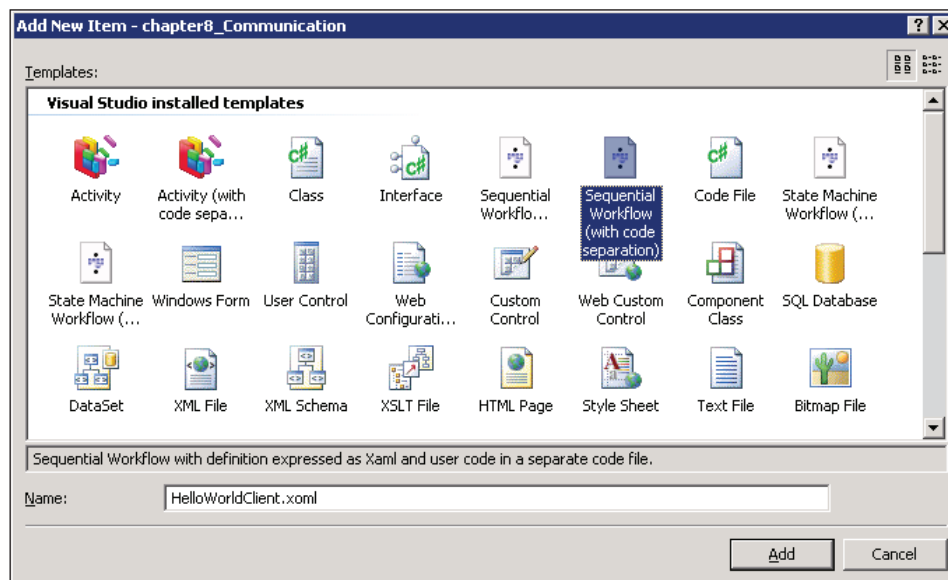 Add New Item - chapter8_Communication
Templates:
Visual Studio installed templates
Activity
Activity (with
code sepa...
Class
Interface
Sequential
Workflo...
Sequential
Workflow
(with code
separation)
Code File
State Machine
Workflow (...
State Machine
Workflow (...
Windows Form
User Control
Web
Configurati...
Custom
Control
Web Custom
Control
Component
Class
SQL Database
DataSet
XML File
XML Schema
XSLT File
HTML Page
Style Sheet
Text File
Bitmap File
Sequential Workflow with definition expressed as Xaml and user code in a separate code file.
Name:
HelloWorldClient.xoml
Add
Cancel